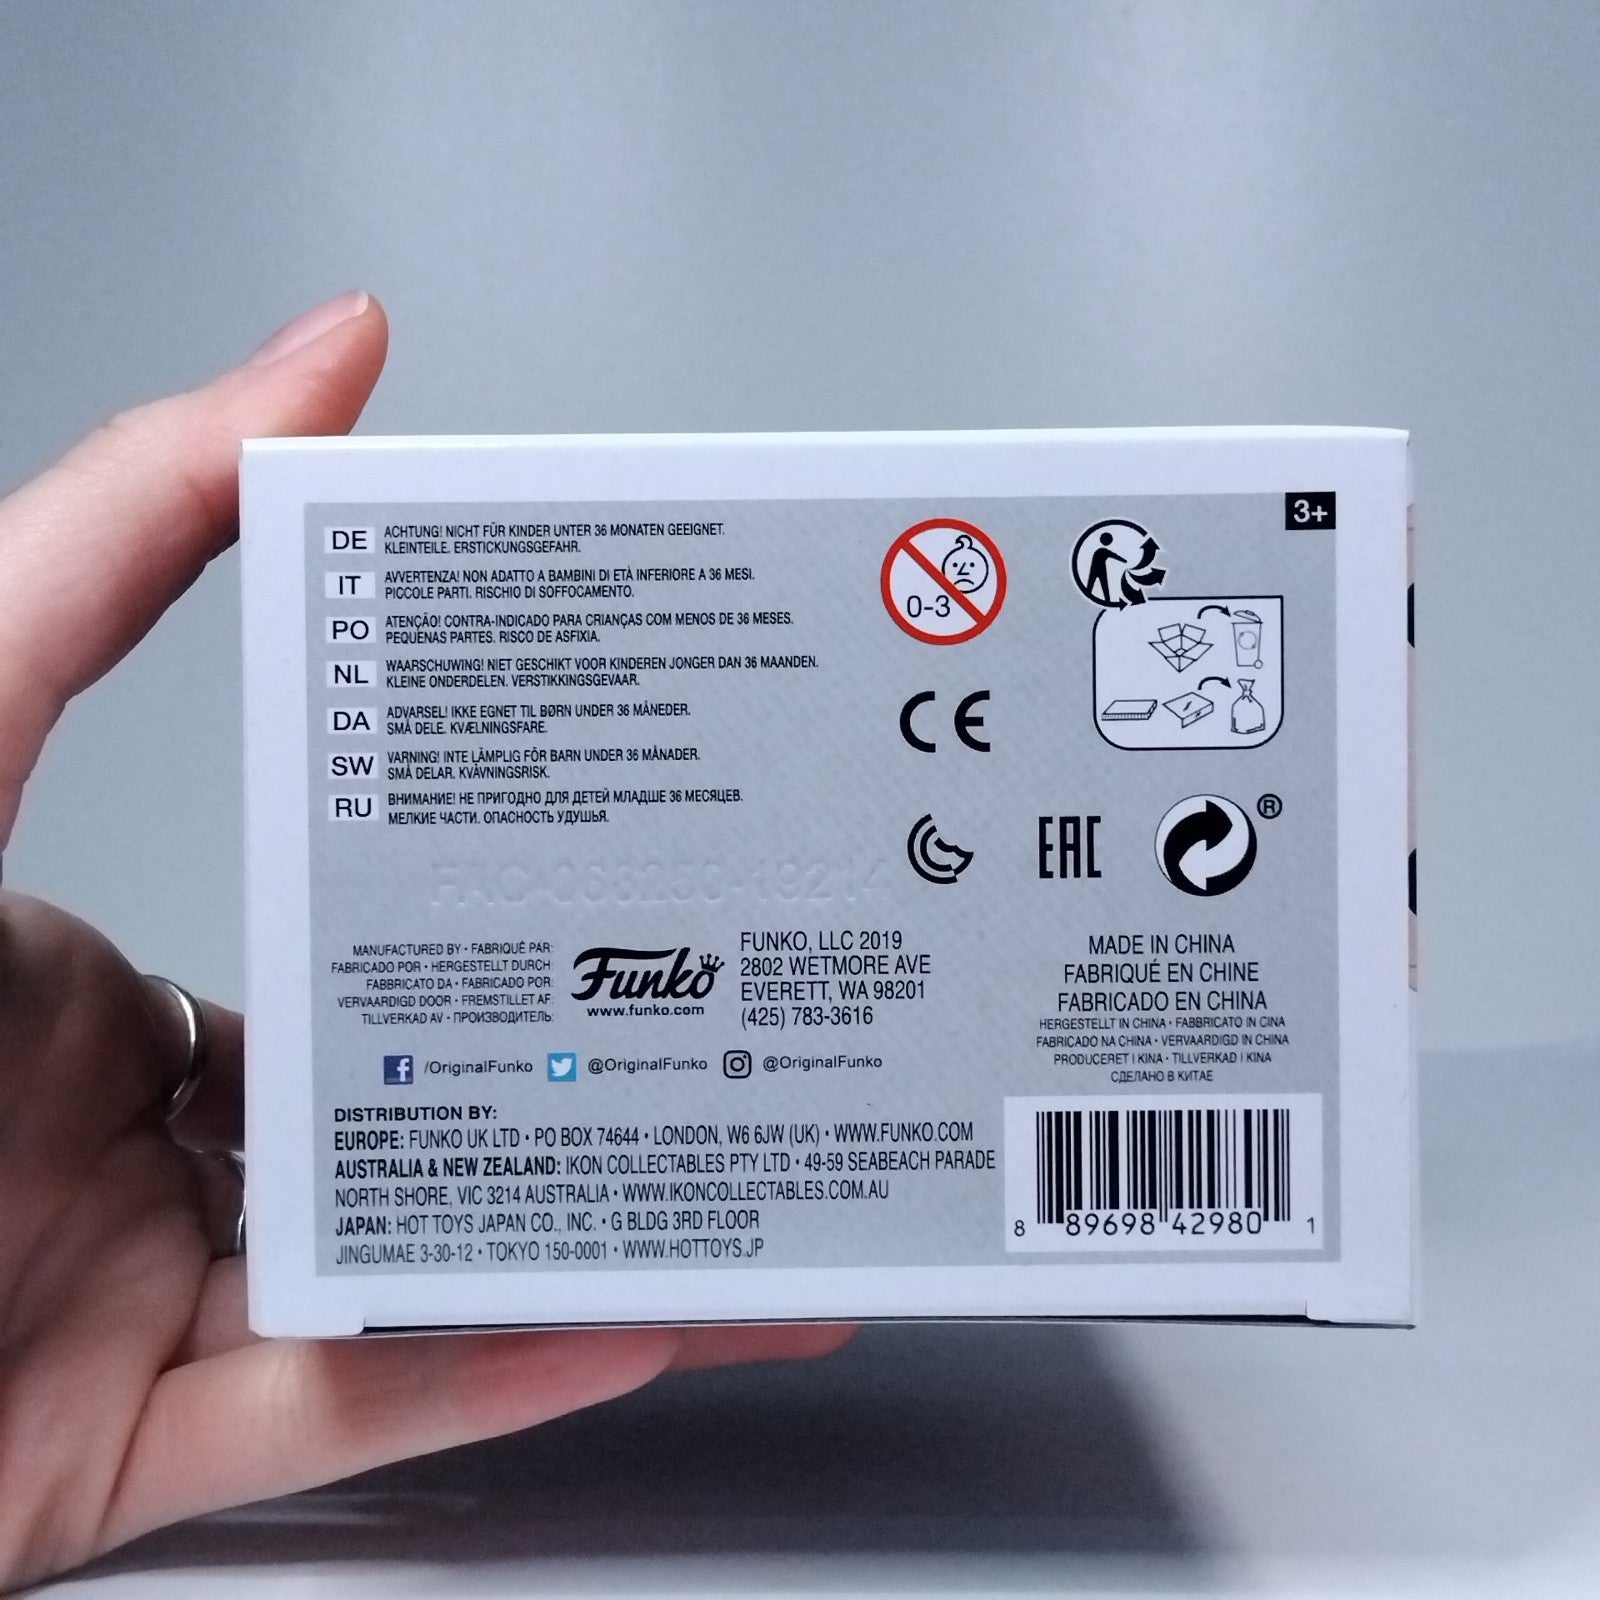 3+
DE
ACHTUNG! NICHT FÜR KINDER UNTER 36 MONATEN GEEIGNET.
KLEINTEILE. ERSTICKUNGSGEFAHR.
IT
AVVERTENZA! NON ADATTO A BAMBINI DI ETÀ INFERIORE A 36 MESI.
PICCOLE PARTI. RISCHIO DI SOFFOCAMENTO.
PO
ATENÇÃO! CONTRA-INDICADO PARA CRIANÇAS COM MENOS DE 36 MESES.
PEQUENAS PARTES. RISCO DE ASFIXIA.
NL
WAARSCHUWING! NIET GESCHIKT VOOR KINDEREN JONGER DAN 36 MAANDEN.
KLEINE ONDERDELEN. VERSTIKKINGSGEVAAR.
DA
ADVARSEL! IKKE EGNET TIL BØRN UNDER 36 MÅNEDER.
SMÅ DELE. KVÆLNINGSFARE.
SW
VARNING! INTE LÄMPLIG FÖR BARN UNDER 36 MÅNADER.
SMÅ DELAR. KVÄVNINGSRISK.
RU
ВНИМАНИЕ! НЕ ПРИГОДНО ДЛЯ ДЕТЕЙ МЛАДШЕ 36 МЕСЯЦЕВ.
МЕЛКИЕ ЧАСТИ. ОПАСНОСТЬ УДУШЬЯ.
0-3
CE
EAC
®
MANUFACTURED BY • FABRIQUÉ PAR:
FABRICADO POR • HERGESTELLT DURCH:
FABBRICATO DA • FABRICADO POR:
VERVAARDIGD DOOR • FREMSTILLET AF:
TILLVERKAD AV • ПРОИЗВОДИТЕЛЬ:
Funko
www.funko.com
FUNKO, LLC 2019
2802 WETMORE AVE
EVERETT, WA 98201
(425) 783-3616
MADE IN CHINA
FABRIQUÉ EN CHINE
FABRICADO EN CHINA
HERGESTELLT IN CHINA • FABBRICATO IN CINA
FABRICADO NA CHINA • VERVAARDIGD IN CHINA
PRODUCERET I KINA • TILLVERKAD I KINA
СДЕЛАНО В КИТАЕ
/OriginalFunko @OriginalFunko @OriginalFunko
DISTRIBUTION BY:
EUROPE: FUNKO UK LTD • PO BOX 74644 • LONDON, W6 6JW (UK) • WWW.FUNKO.COM
AUSTRALIA & NEW ZEALAND: IKON COLLECTABLES PTY LTD • 49-59 SEABEACH PARADE
NORTH SHORE, VIC 3214 AUSTRALIA • WWW.IKONCOLLECTABLES.COM.AU
JAPAN: HOT TOYS JAPAN CO., INC. • G BLDG 3RD FLOOR
JINGUMAE 3-30-12 • TOKYO 150-0001 • WWW.HOTTOYS.JP
8 89698 42980 1